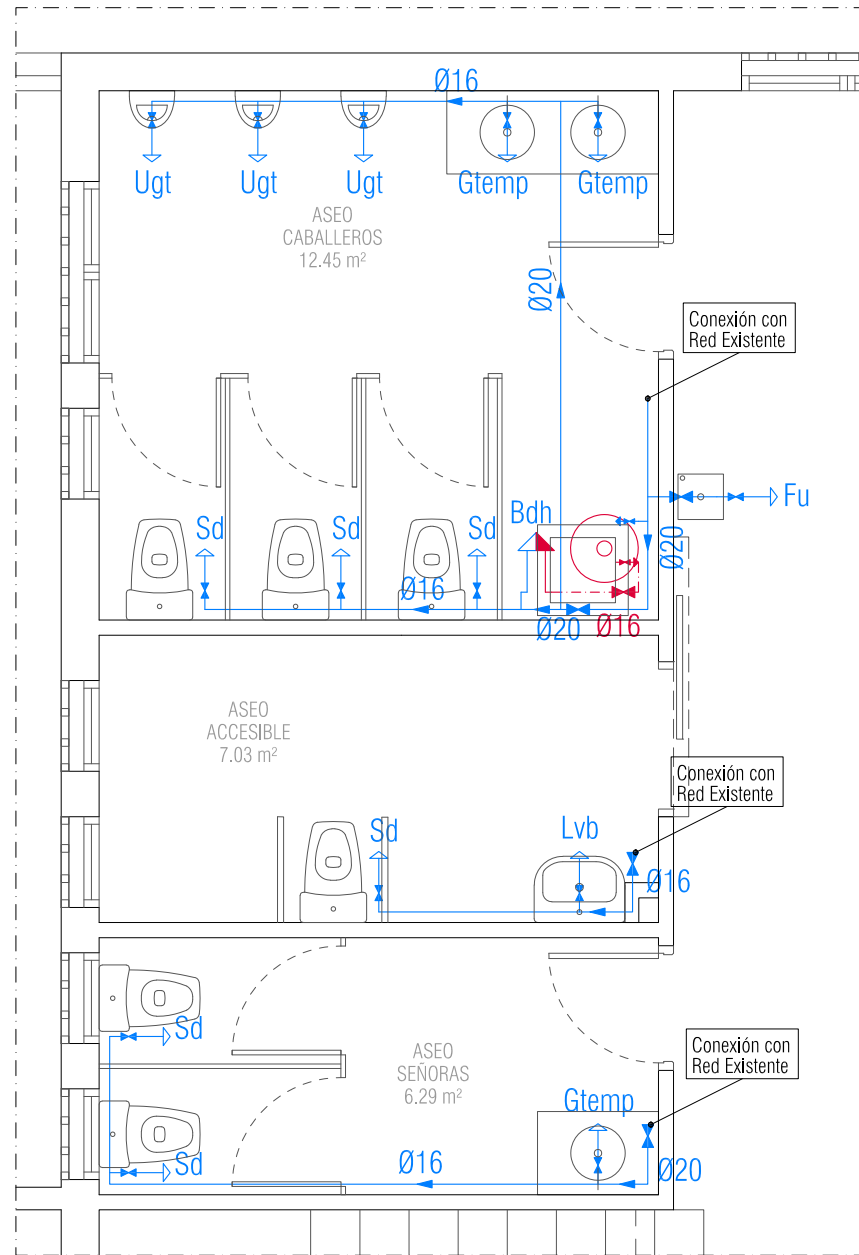 Ø16
Ugt
Ugt
Ugt
Gtemp
Gtemp
ASEO
CABALLEROS
12.45 m²
Ø20
Conexión con
Red Existente
Fu
Sd
Sd
Sd
Bdh
Ø20
Ø16
Ø20
Ø16
ASEO
ACCESIBLE
7.03 m²
Conexión con
Red Existente
Sd
Lvb
Ø16
Sd
Conexión con
Red Existente
ASEO
SEÑORAS
6.29 m²
Gtemp
Sd
Ø16
Ø20